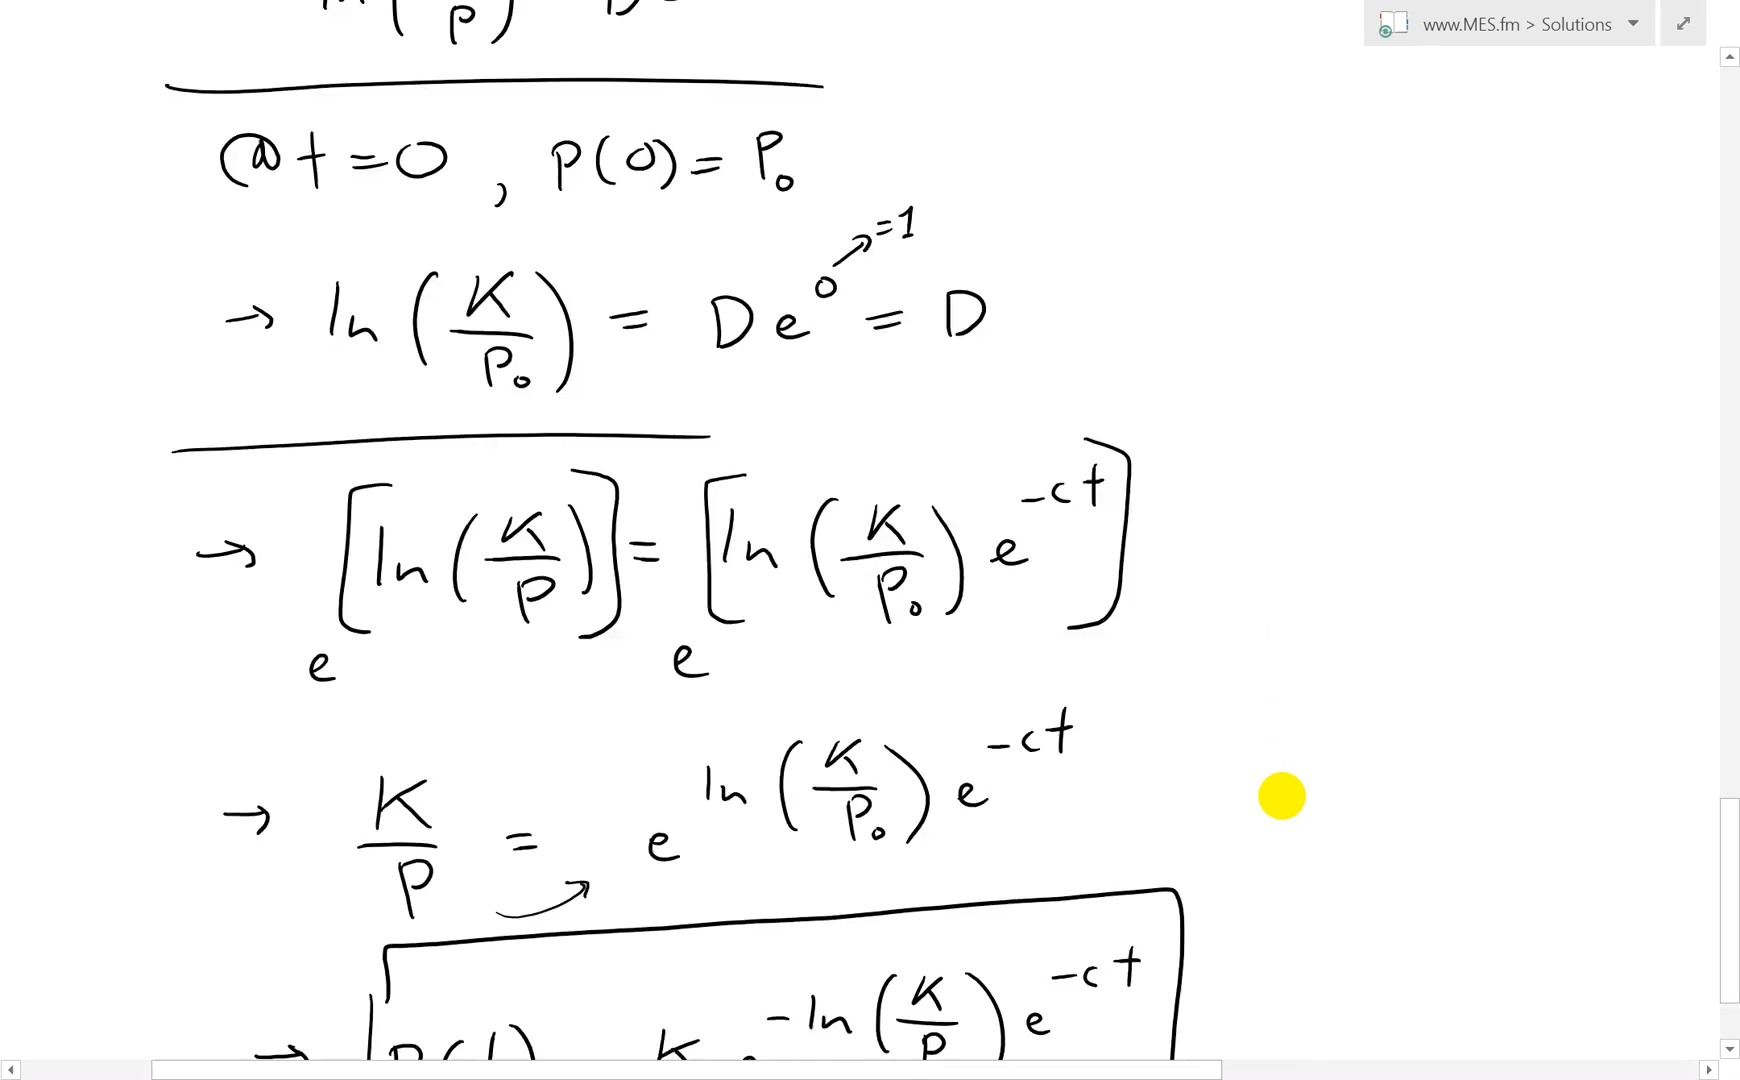 www.MES.fm > Solutions
@ t = 0 , P(0) = P₀
→ ln (K/P₀) = D e⁰ = D
=1
→ e^[ln (K/P)] = e^[ln (K/P₀) e^(-ct)]
→ K/P = e^(ln (K/P₀) e^(-ct))
→ P(t) K e^(-ln (K/P) e^(-ct))